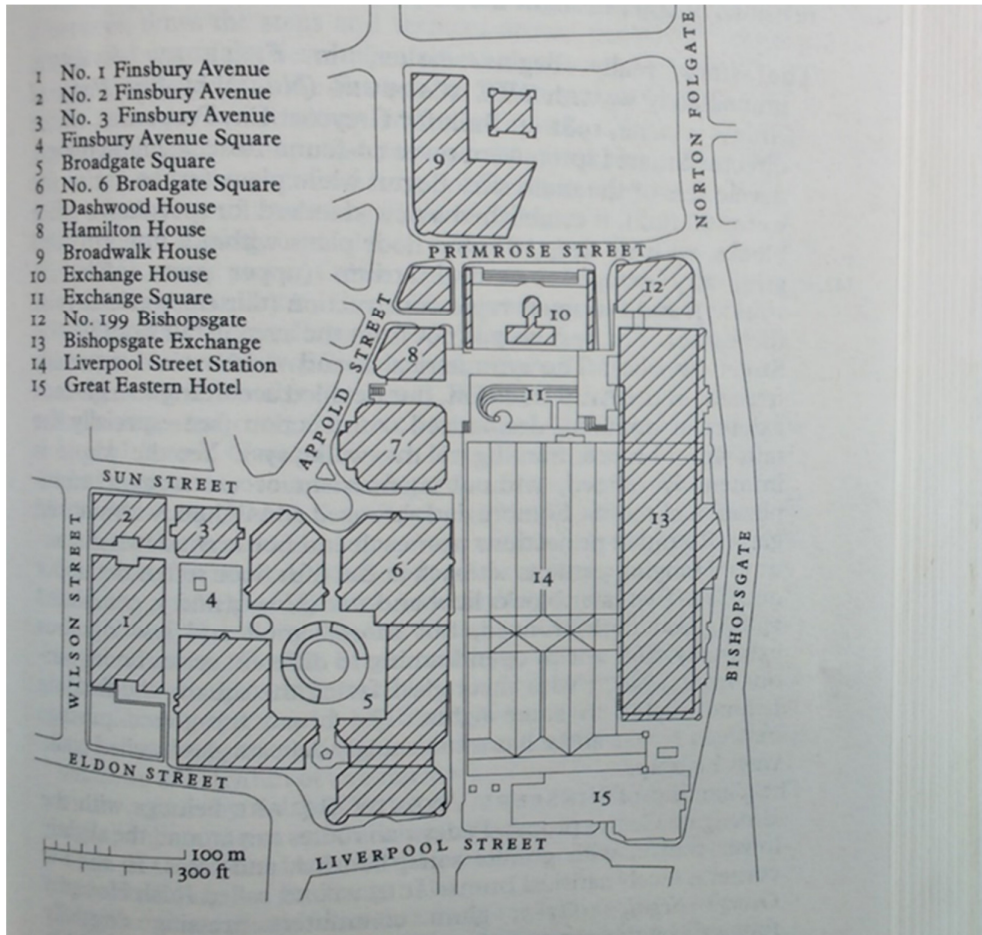 1 No. 1 Finsbury Avenue
2 No. 2 Finsbury Avenue
3 No. 3 Finsbury Avenue
4 Finsbury Avenue Square
5 Broadgate Square
6 No. 6 Broadgate Square
7 Dashwood House
8 Hamilton House
9 Broadwalk House
10 Exchange House
11 Exchange Square
12 No. 199 Bishopsgate
13 Bishopsgate Exchange
14 Liverpool Street Station
15 Great Eastern Hotel
NORTON FOLGATE
9
PRIMROSE STREET
12
10
APPOLD STREET
8
11
7
SUN STREET
2
3
13
WILSON STREET
6
14
4
1
BISHOPSGATE
5
ELDON STREET
15
LIVERPOOL STREET
100 m
300 ft